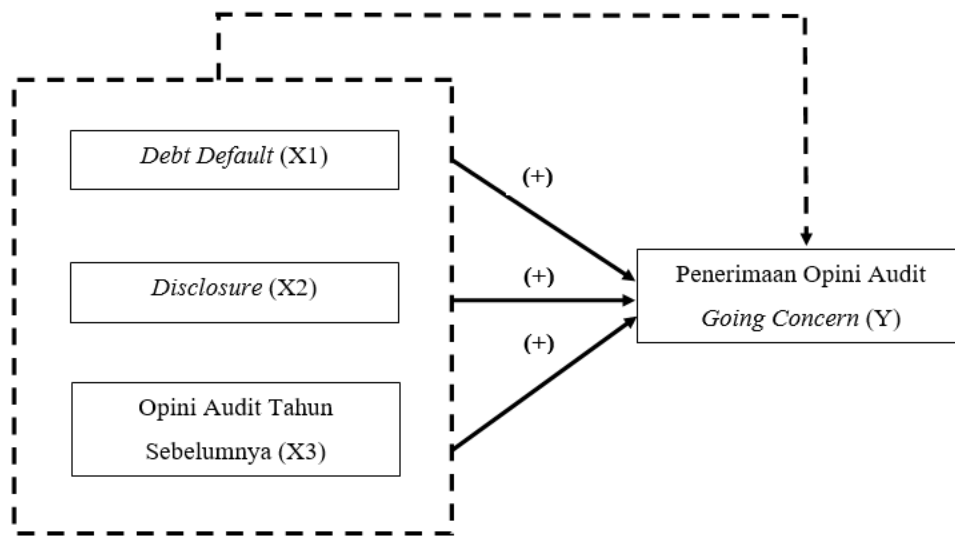 Debt Default (X1)
(+)
Disclosure (X2)
(+)
Penerimaan Opini Audit
Going Concern (Y)
(+)
Opini Audit Tahun
Sebelumnya (X3)